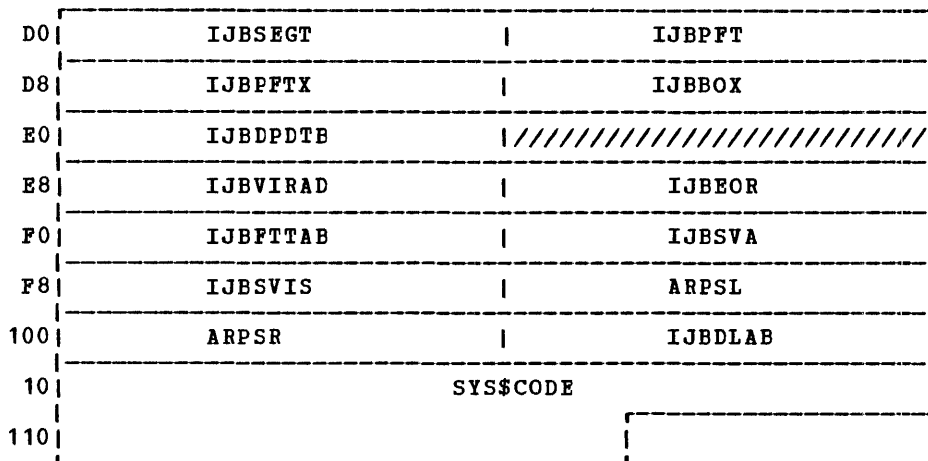 D0 IJBSEGT IJBPFT
D8 IJBPFTX IJBBOX
E0 IJBDPDTB ////////////////////////////
E8 IJBVIRAD IJBEOR
F0 IJBFTTAB IJBSVA
F8 IJBSVIS ARPSL
100 ARPSR IJBDLAB
10 SYS$CODE
110